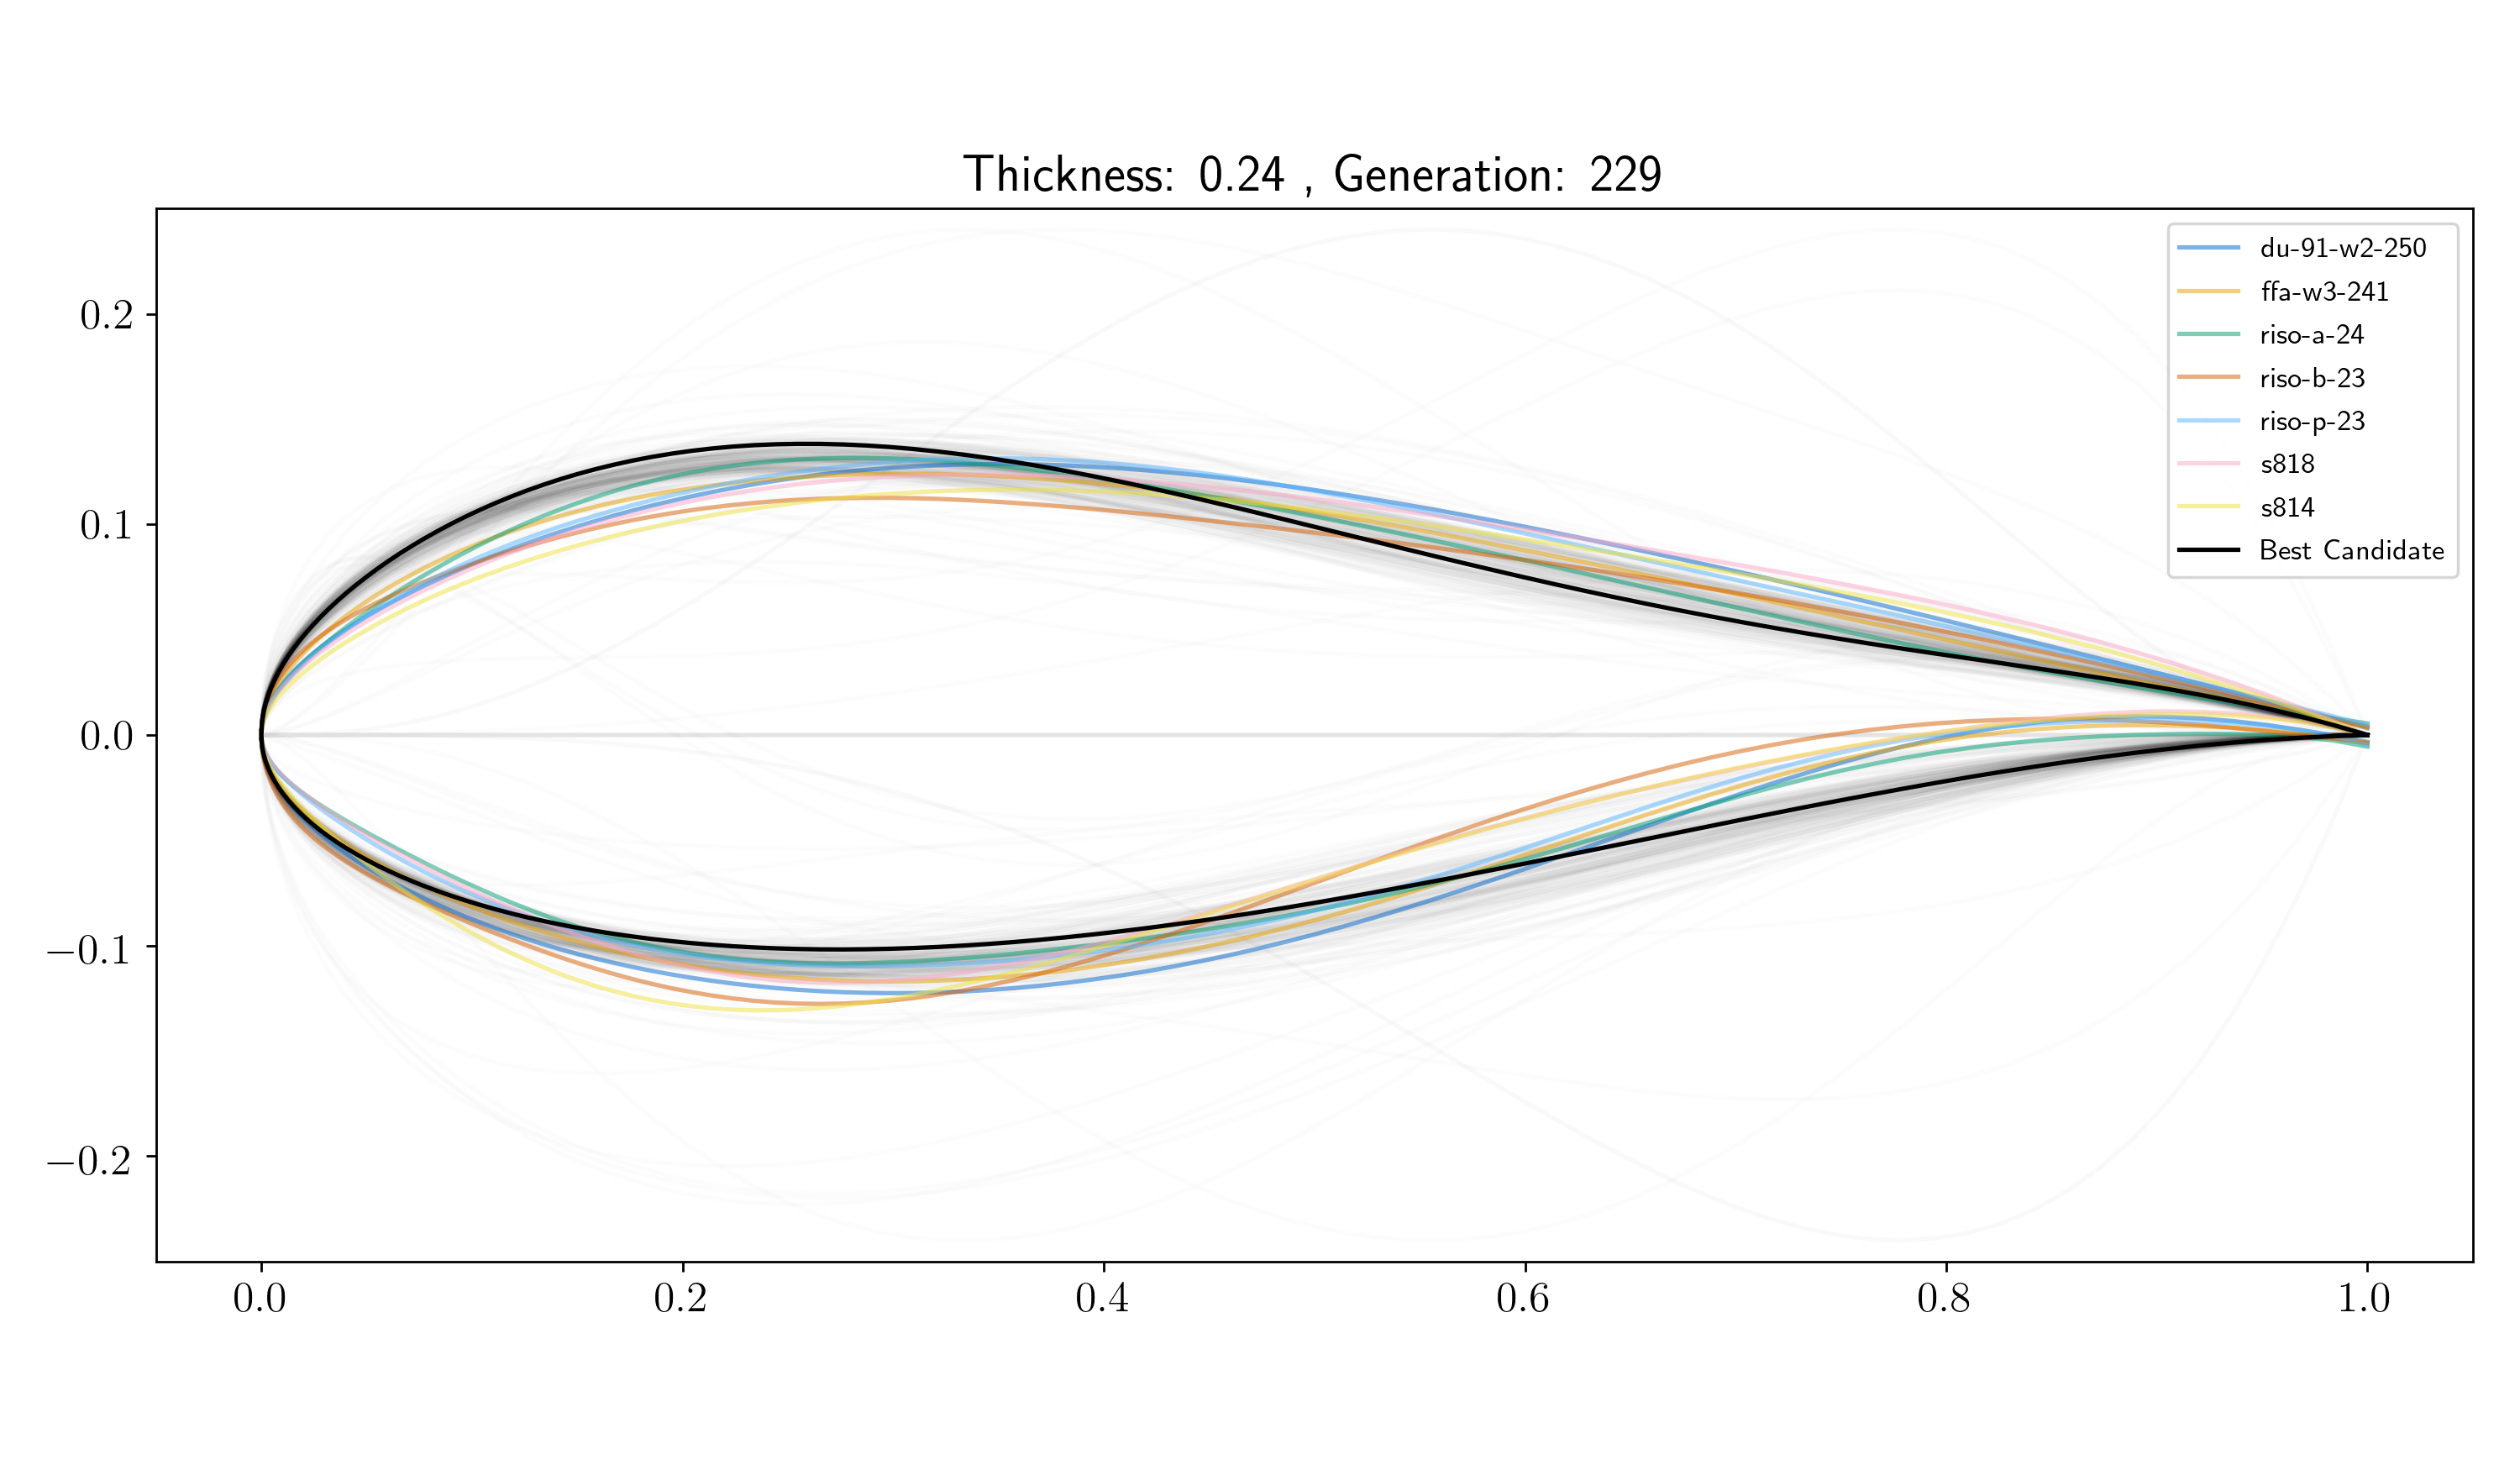 Thickness: 0.24 , Generation: 229
du-91-w2-250
ffa-w3-241
riso-a-24
riso-b-23
riso-p-23
s818
s814
Best Candidate
0.2
0.1
0.0
−0.1
−0.2
0.0 0.2 0.4 0.6 0.8 1.0